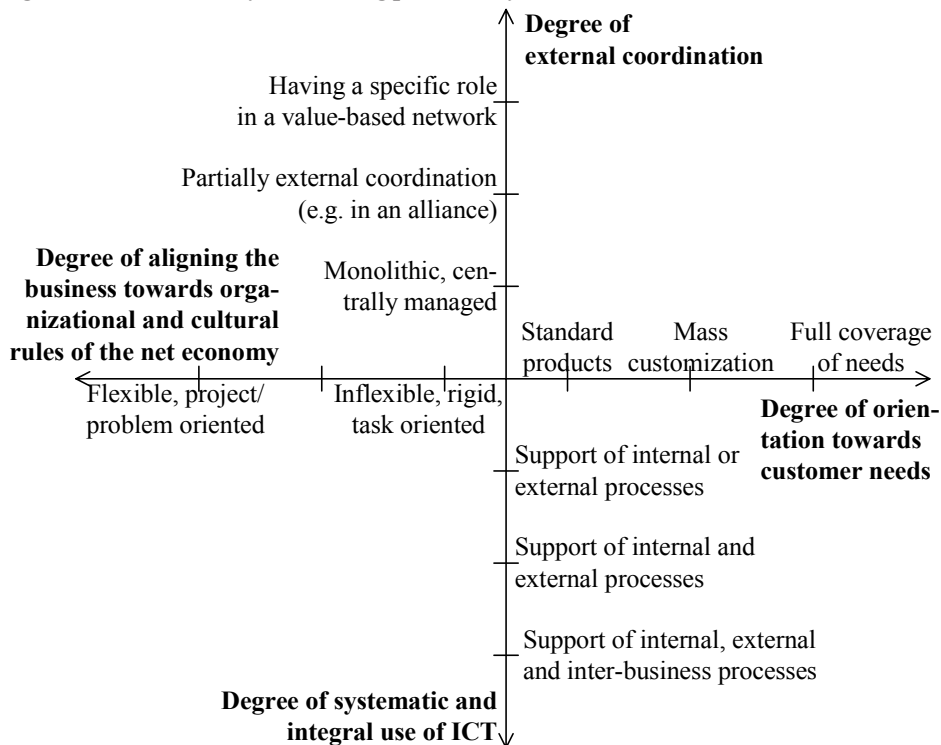 Degree of
external coordination
Having a specific role
in a value-based network
Partially external coordination
(e.g. in an alliance)
Degree of aligning the
business towards orga-
nizational and cultural
rules of the net economy
Monolithic, cen-
trally managed
Standard
products
Mass
customization
Full coverage
of needs
Flexible, project/
problem oriented
Inflexible, rigid,
task oriented
Degree of orien-
tation towards
customer needs
Support of internal or
external processes
Support of internal and
external processes
Support of internal, external
and inter-business processes
Degree of systematic and
integral use of ICT